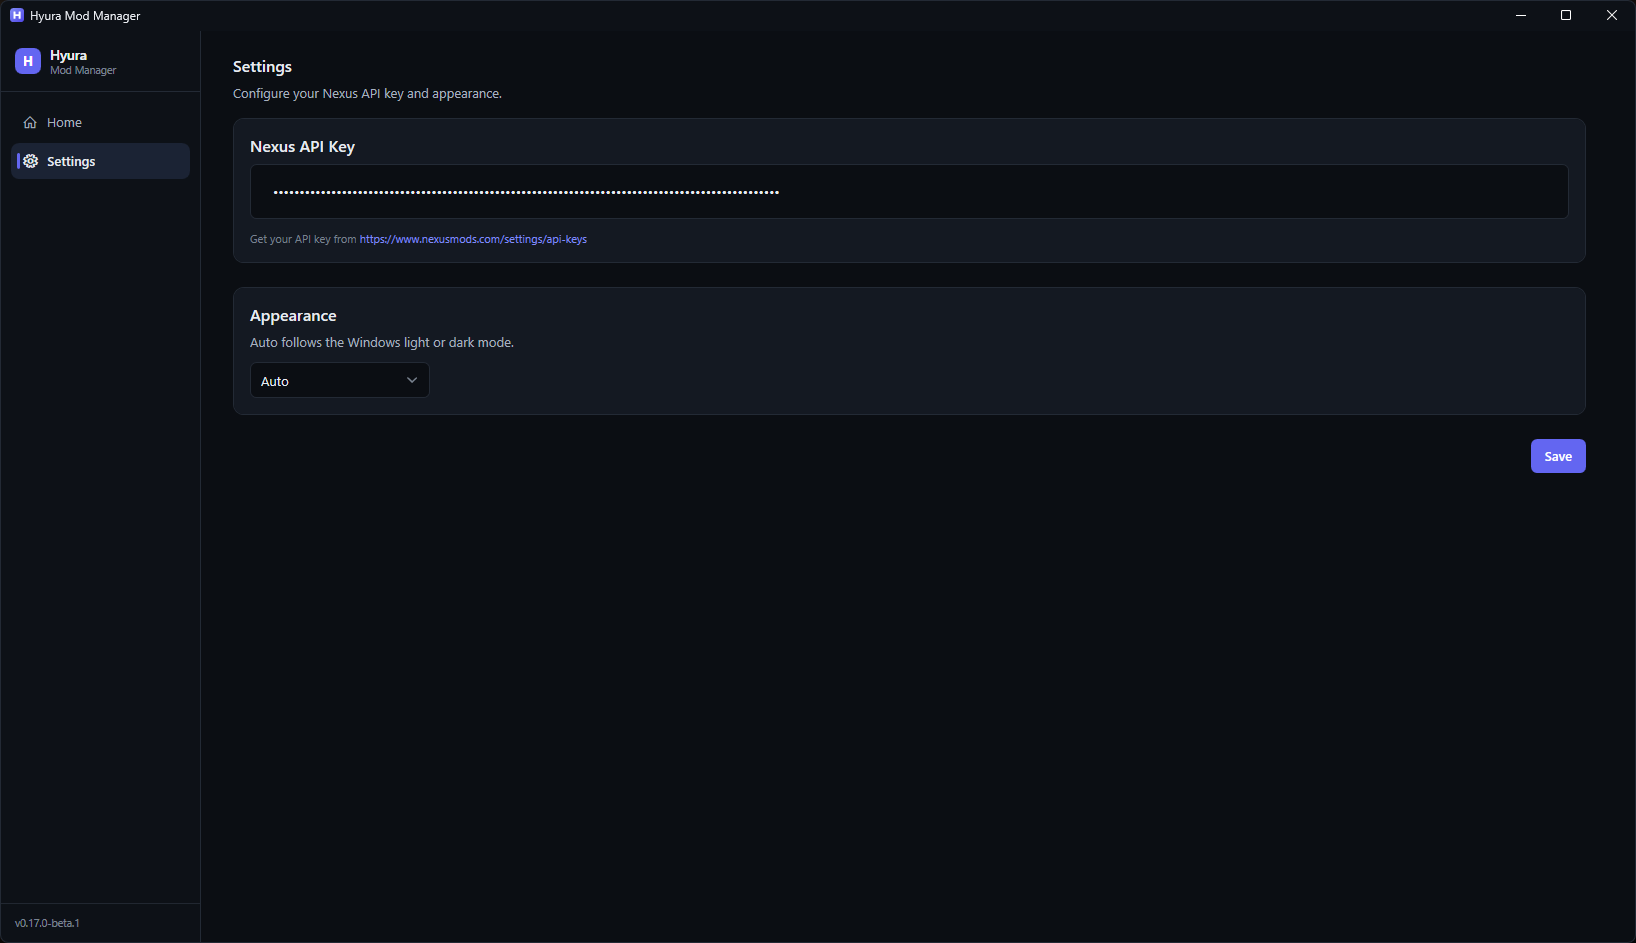 H Hyura Mod Manager
H
Hyura
Mod Manager
Home
Settings
v0.17.0-beta.1
Settings
Configure your Nexus API key and appearance.
Nexus API Key
Get your API key from https://www.nexusmods.com/settings/api-keys
Appearance
Auto follows the Windows light or dark mode.
Auto
Save